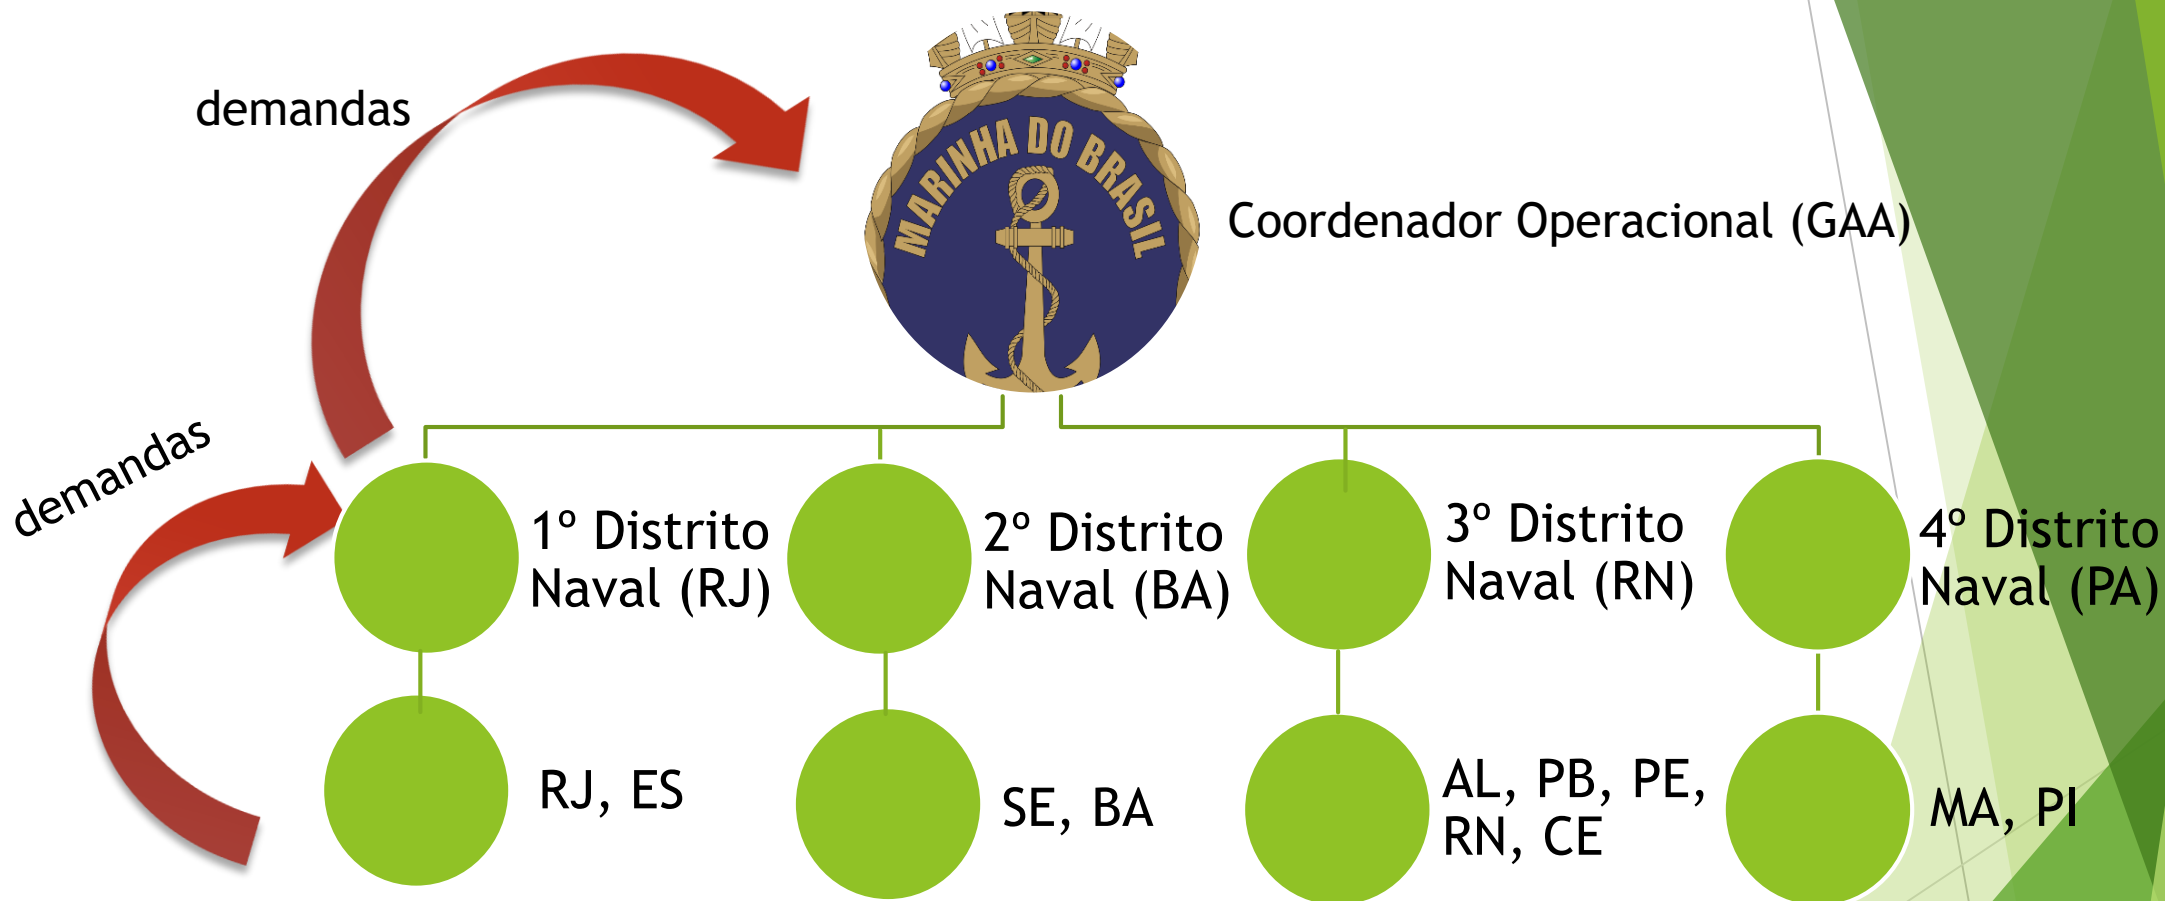 demandas
MARINHA DO BRASIL
Coordenador Operacional (GAA)
demandas
1º Distrito
Naval (RJ)
2º Distrito
Naval (BA)
3º Distrito
Naval (RN)
4º Distrito
Naval (PA)
RJ, ES
SE, BA
AL, PB, PE,
RN, CE
MA, PI